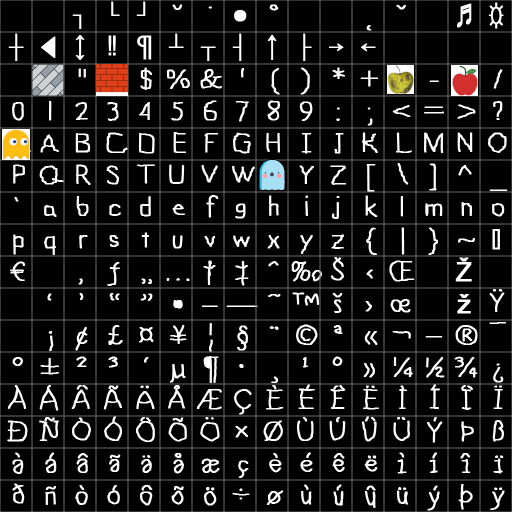 ┐ └ ┘ ˘ ˙ ● ° ˛ ˇ ♬ ☼
┼ ◀ ↕ ‼ ¶ ┴ ┬ ┤ ↑ ├ → ←
" $ % & ' ( ) * + - /
0 1 2 3 4 5 6 7 8 9 : ; < = > ?
A B C D E F G H I J K L M N O
P Q R S T U V W Y Z [ \ ] ^ _
` a b c d e f g h i j k l m n o
p q r s t u v w x y z { | } ~ ▯
€ ‚ ƒ „ … † ‡ ˆ ‰ Š ‹ Œ Ž
‘ ’ “ ” • – — ˜ ™ š › œ ž Ÿ
¡ ¢ £ ¤ ¥ ¦ § ¨ © ª « ¬ – ® ¯
° ± ² ³ ´ µ ¶ · ¸ ¹ º » ¼ ½ ¾ ¿
À Á Â Ã Ä Å Æ Ç È É Ê Ë Ì Í Î Ï
Ð Ñ Ò Ó Ô Õ Ö × Ø Ù Ú Û Ü Ý Þ ß
à á â ã ä å æ ç è é ê ë ì í î ï
ð ñ ò ó ô õ ö ÷ ø ù ú û ü ý þ ÿ